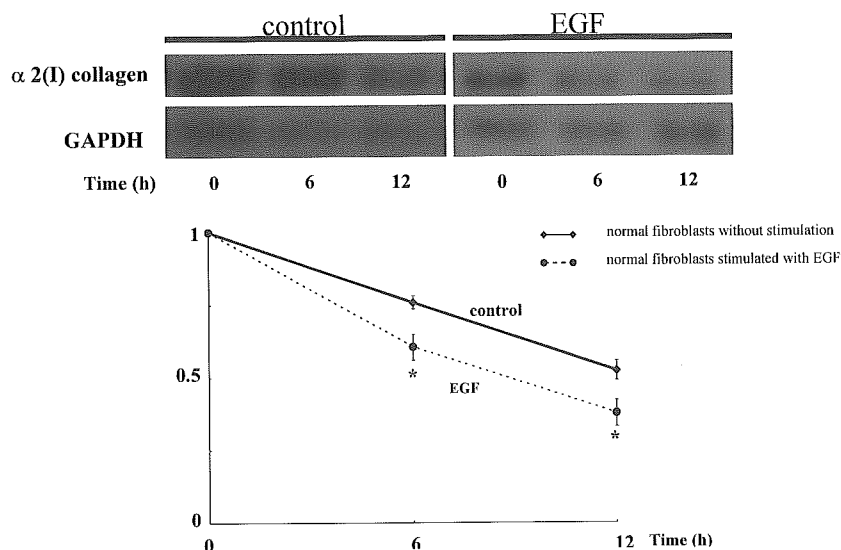 control EGF
α 2(I) collagen
GAPDH
Time (h) 0 6 12 0 6 12
1
normal fibroblasts without stimulation
normal fibroblasts stimulated with EGF
control
0.5
*
EGF
*
0
0 6 12 Time (h)